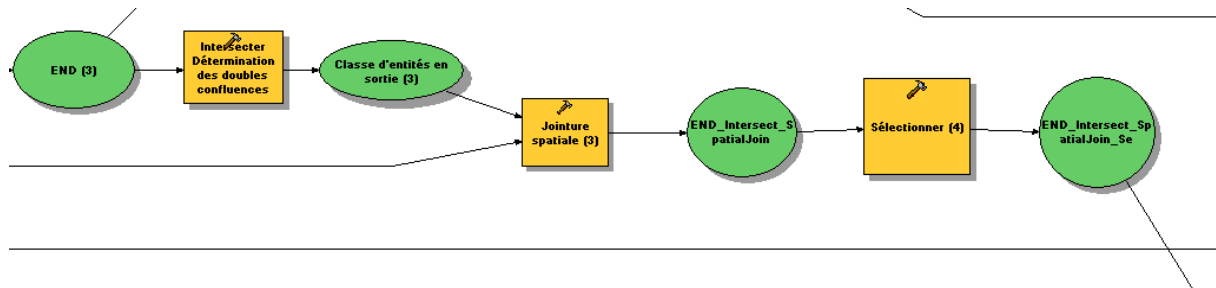 END (3)
Intersecter
Détermination
des doubles
confluences
Classe d'entités en
sortie (3)
Jointure
spatiale (3)
END_Intersect_S
patialJoin
Sélectionner (4)
END_Intersect_Sp
atialJoin_Se